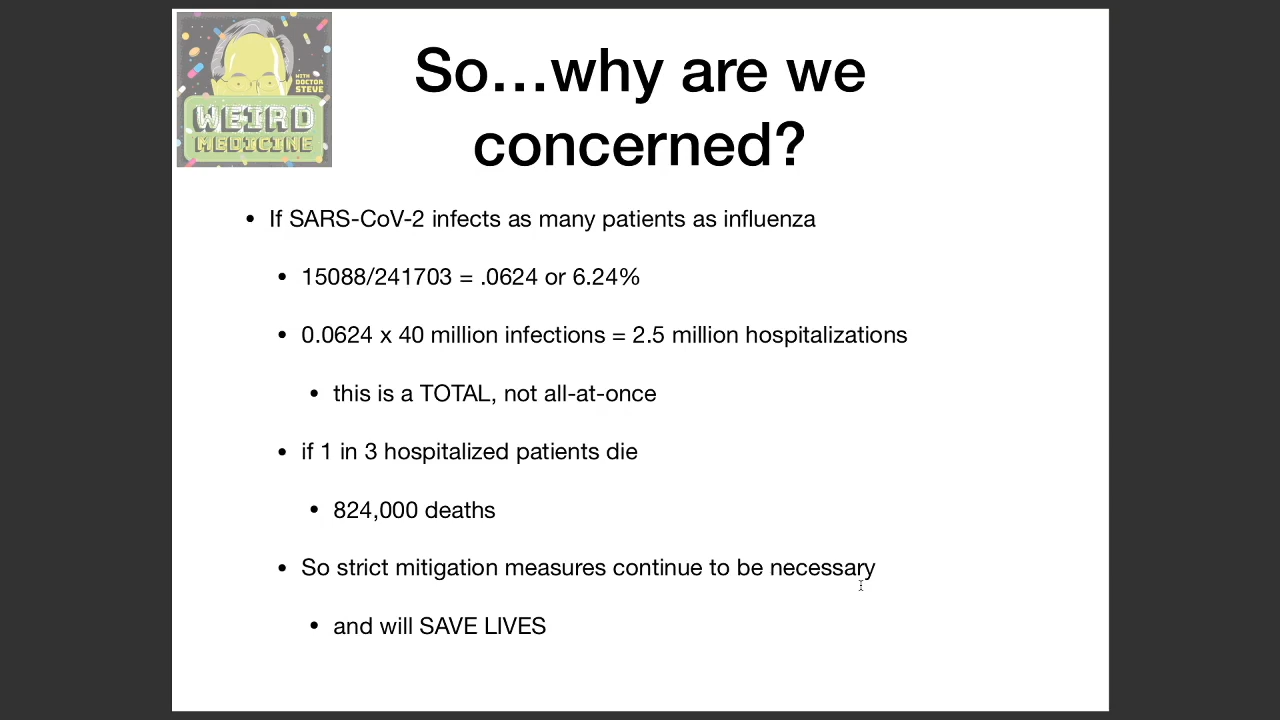 WITH
DOCTOR
STEVE
WEIRD
MEDICINE
So…why are we
concerned?
• If SARS-CoV-2 infects as many patients as influenza
• 15088/241703 = .0624 or 6.24%
• 0.0624 x 40 million infections = 2.5 million hospitalizations
• this is a TOTAL, not all-at-once
• if 1 in 3 hospitalized patients die
• 824,000 deaths
• So strict mitigation measures continue to be necessary
• and will SAVE LIVES